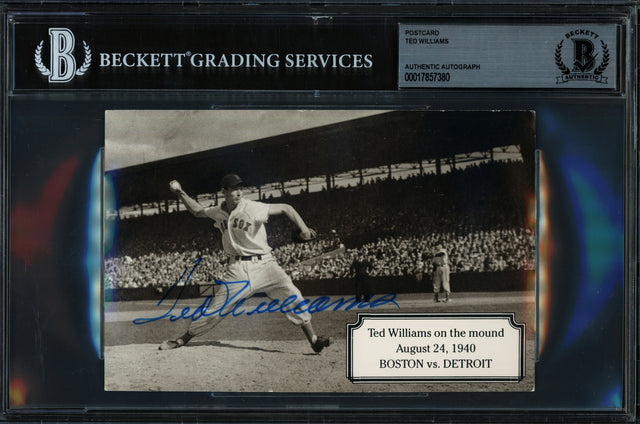 B BECKETT® GRADING SERVICES
POSTCARD
TED WILLIAMS
AUTHENTIC AUTOGRAPH
00017857380
B
BECKETT
AUTHENTIC
RED SOX
Ted Williams
Ted Williams on the mound
August 24, 1940
BOSTON vs. DETROIT